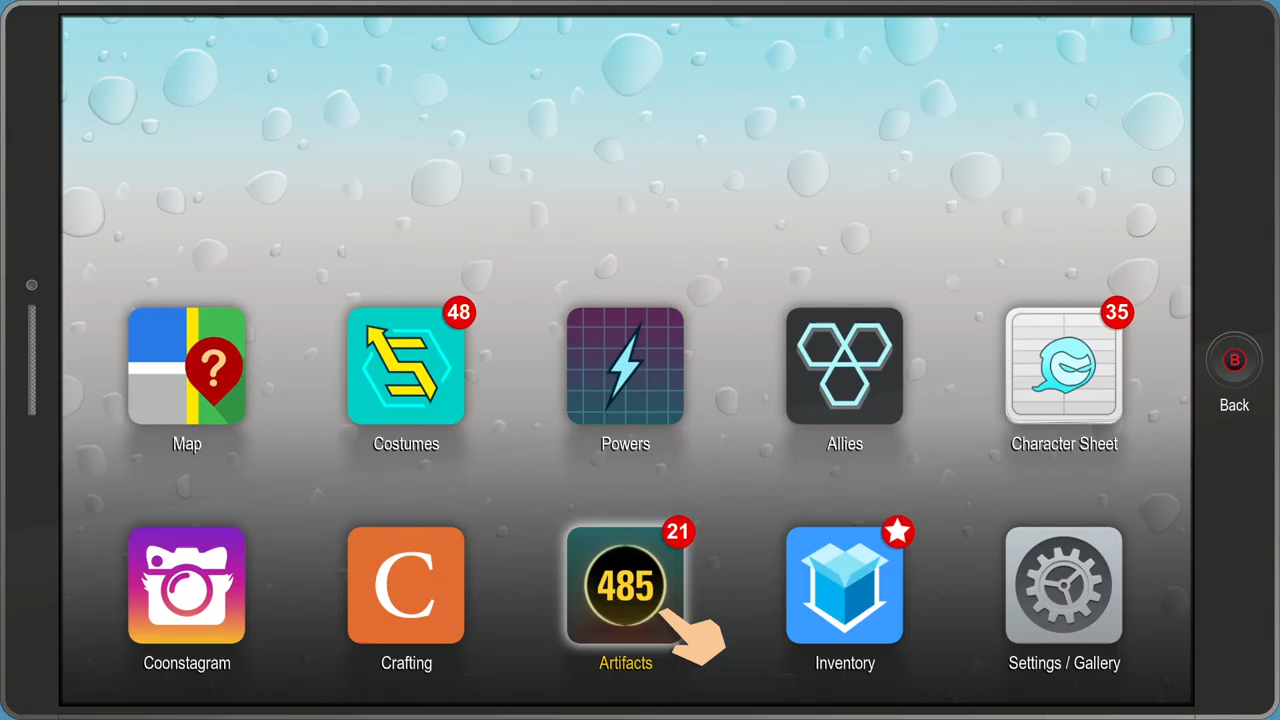 48
35
?
Map
Costumes
Powers
Allies
Character Sheet
B
Back
21
C
485
Coonstagram
Crafting
Artifacts
Inventory
Settings / Gallery